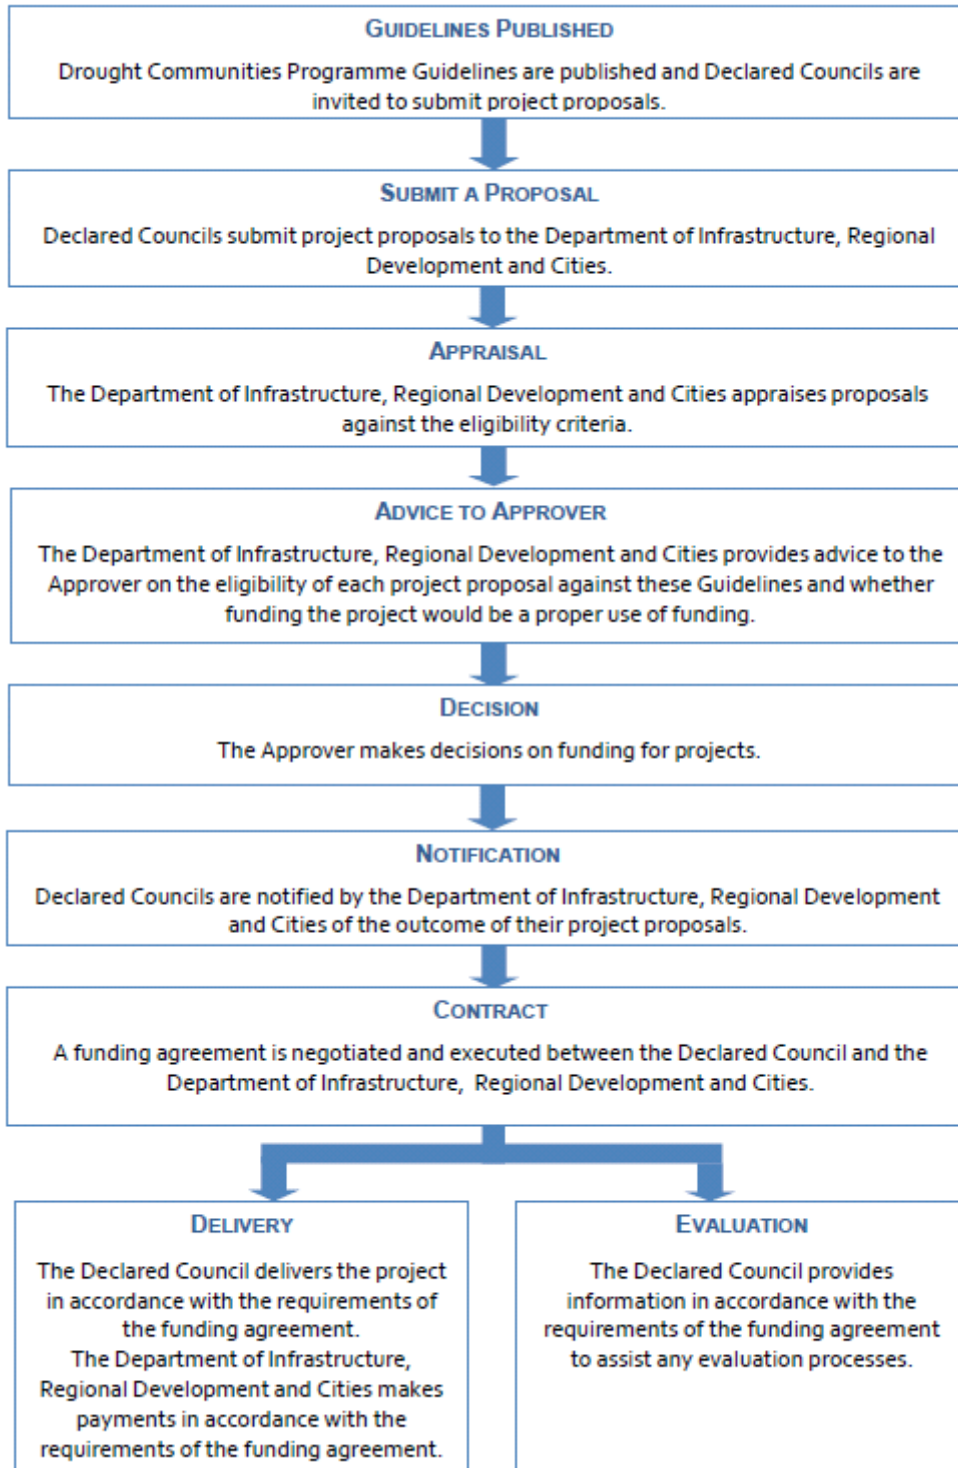 GUIDELINES PUBLISHED
Drought Communities Programme Guidelines are published and Declared Councils are
invited to submit project proposals.
SUBMIT A PROPOSAL
Declared Councils submit project proposals to the Department of Infrastructure, Regional
Development and Cities.
APPRAISAL
The Department of Infrastructure, Regional Development and Cities appraises proposals
against the eligibility criteria.
ADVICE TO APPROVER
The Department of Infrastructure, Regional Development and Cities provides advice to the
Approver on the eligibility of each project proposal against these Guidelines and whether
funding the project would be a proper use of funding.
DECISION
The Approver makes decisions on funding for projects.
NOTIFICATION
Declared Councils are notified by the Department of Infrastructure, Regional Development
and Cities of the outcome of their project proposals.
CONTRACT
A funding agreement is negotiated and executed between the Declared Council and the
Department of Infrastructure, Regional Development and Cities.
DELIVERY
The Declared Council delivers the project
in accordance with the requirements of
the funding agreement.
The Department of Infrastructure,
Regional Development and Cities makes
payments in accordance with the
requirements of the funding agreement.
EVALUATION
The Declared Council provides
information in accordance with the
requirements of the funding agreement
to assist any evaluation processes.